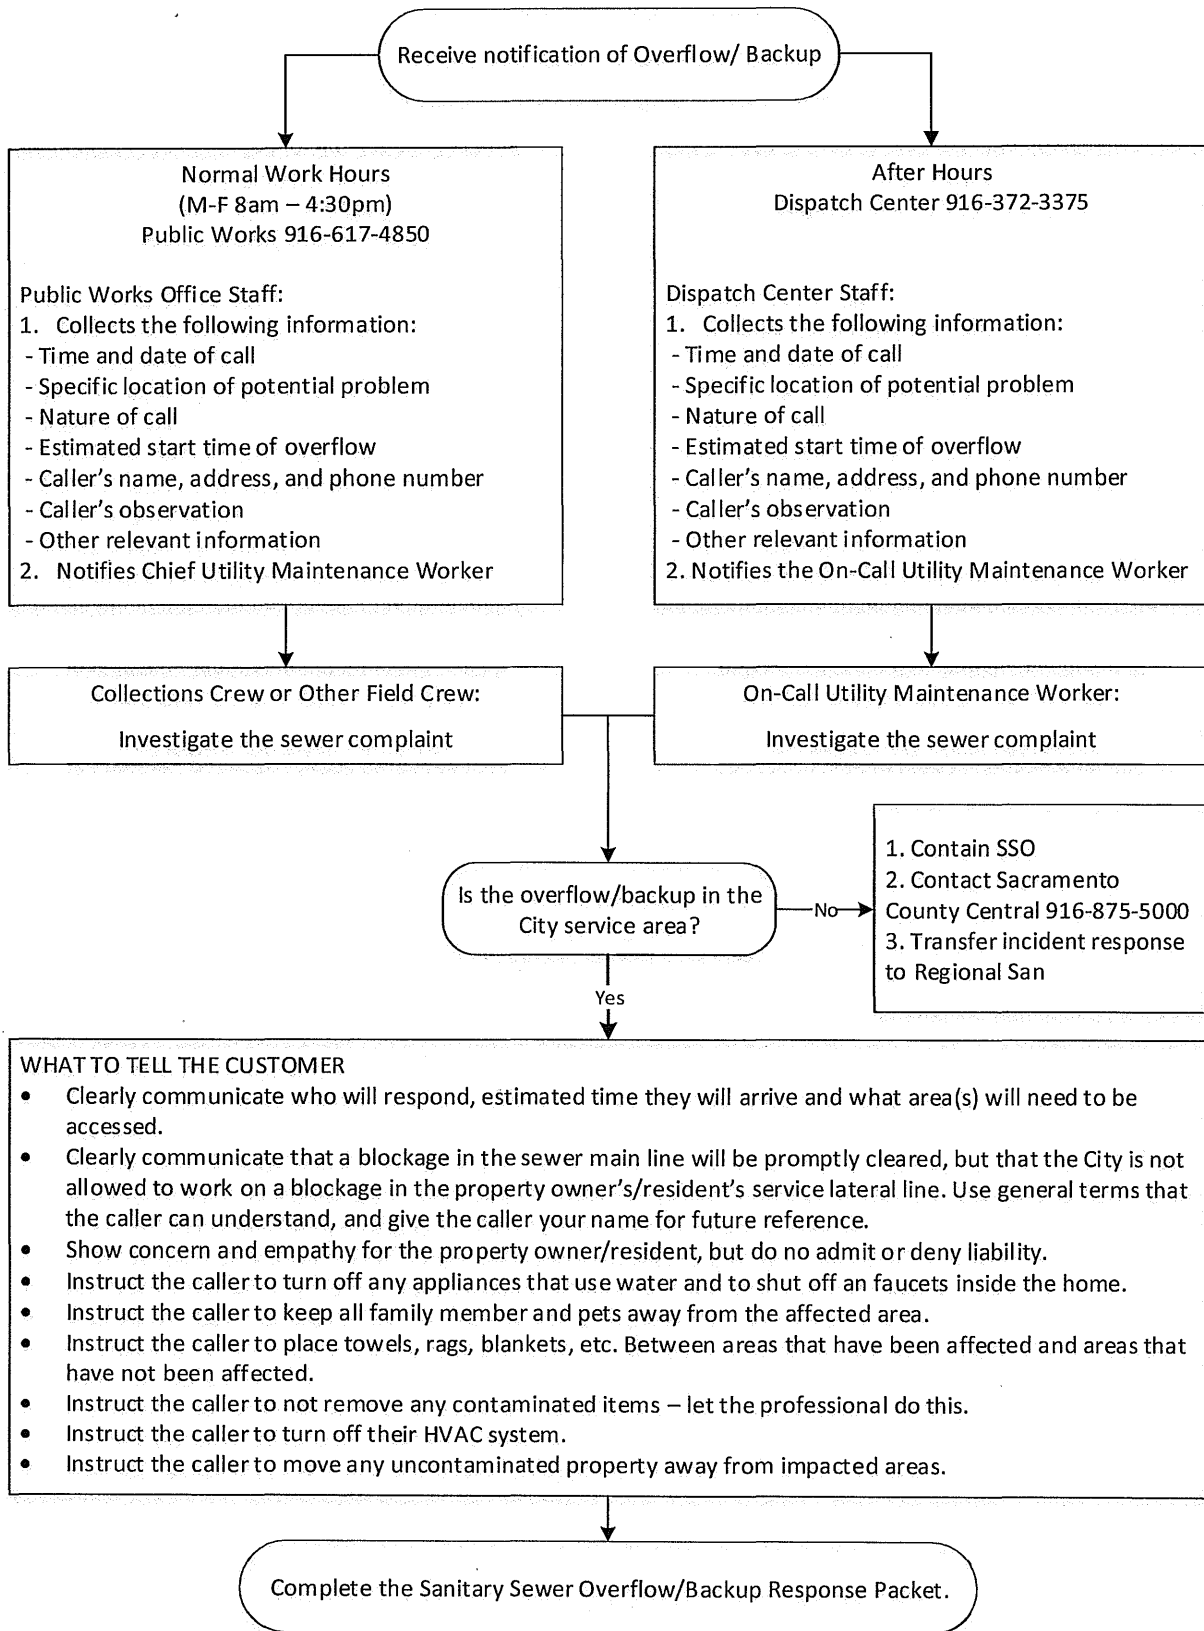 Receive notification of Overflow/ Backup
Normal Work Hours
(M-F 8am – 4:30pm)
Public Works 916-617-4850
Public Works Office Staff:
1. Collects the following information:
- Time and date of call
- Specific location of potential problem
- Nature of call
- Estimated start time of overflow
- Caller's name, address, and phone number
- Caller's observation
- Other relevant information
2. Notifies Chief Utility Maintenance Worker
After Hours
Dispatch Center 916-372-3375
Dispatch Center Staff:
1. Collects the following information:
- Time and date of call
- Specific location of potential problem
- Nature of call
- Estimated start time of overflow
- Caller's name, address, and phone number
- Caller's observation
- Other relevant information
2. Notifies the On-Call Utility Maintenance Worker
Collections Crew or Other Field Crew:
Investigate the sewer complaint
On-Call Utility Maintenance Worker:
Investigate the sewer complaint
Is the overflow/backup in the
City service area?
No
1. Contain SSO
2. Contact Sacramento
County Central 916-875-5000
3. Transfer incident response
to Regional San
Yes
WHAT TO TELL THE CUSTOMER
• Clearly communicate who will respond, estimated time they will arrive and what area(s) will need to be
accessed.
• Clearly communicate that a blockage in the sewer main line will be promptly cleared, but that the City is not
allowed to work on a blockage in the property owner's/resident's service lateral line. Use general terms that
the caller can understand, and give the caller your name for future reference.
• Show concern and empathy for the property owner/resident, but do no admit or deny liability.
• Instruct the caller to turn off any appliances that use water and to shut off an faucets inside the home.
• Instruct the caller to keep all family member and pets away from the affected area.
• Instruct the caller to place towels, rags, blankets, etc. Between areas that have been affected and areas that
have not been affected.
• Instruct the caller to not remove any contaminated items – let the professional do this.
• Instruct the caller to turn off their HVAC system.
• Instruct the caller to move any uncontaminated property away from impacted areas.
Complete the Sanitary Sewer Overflow/Backup Response Packet.